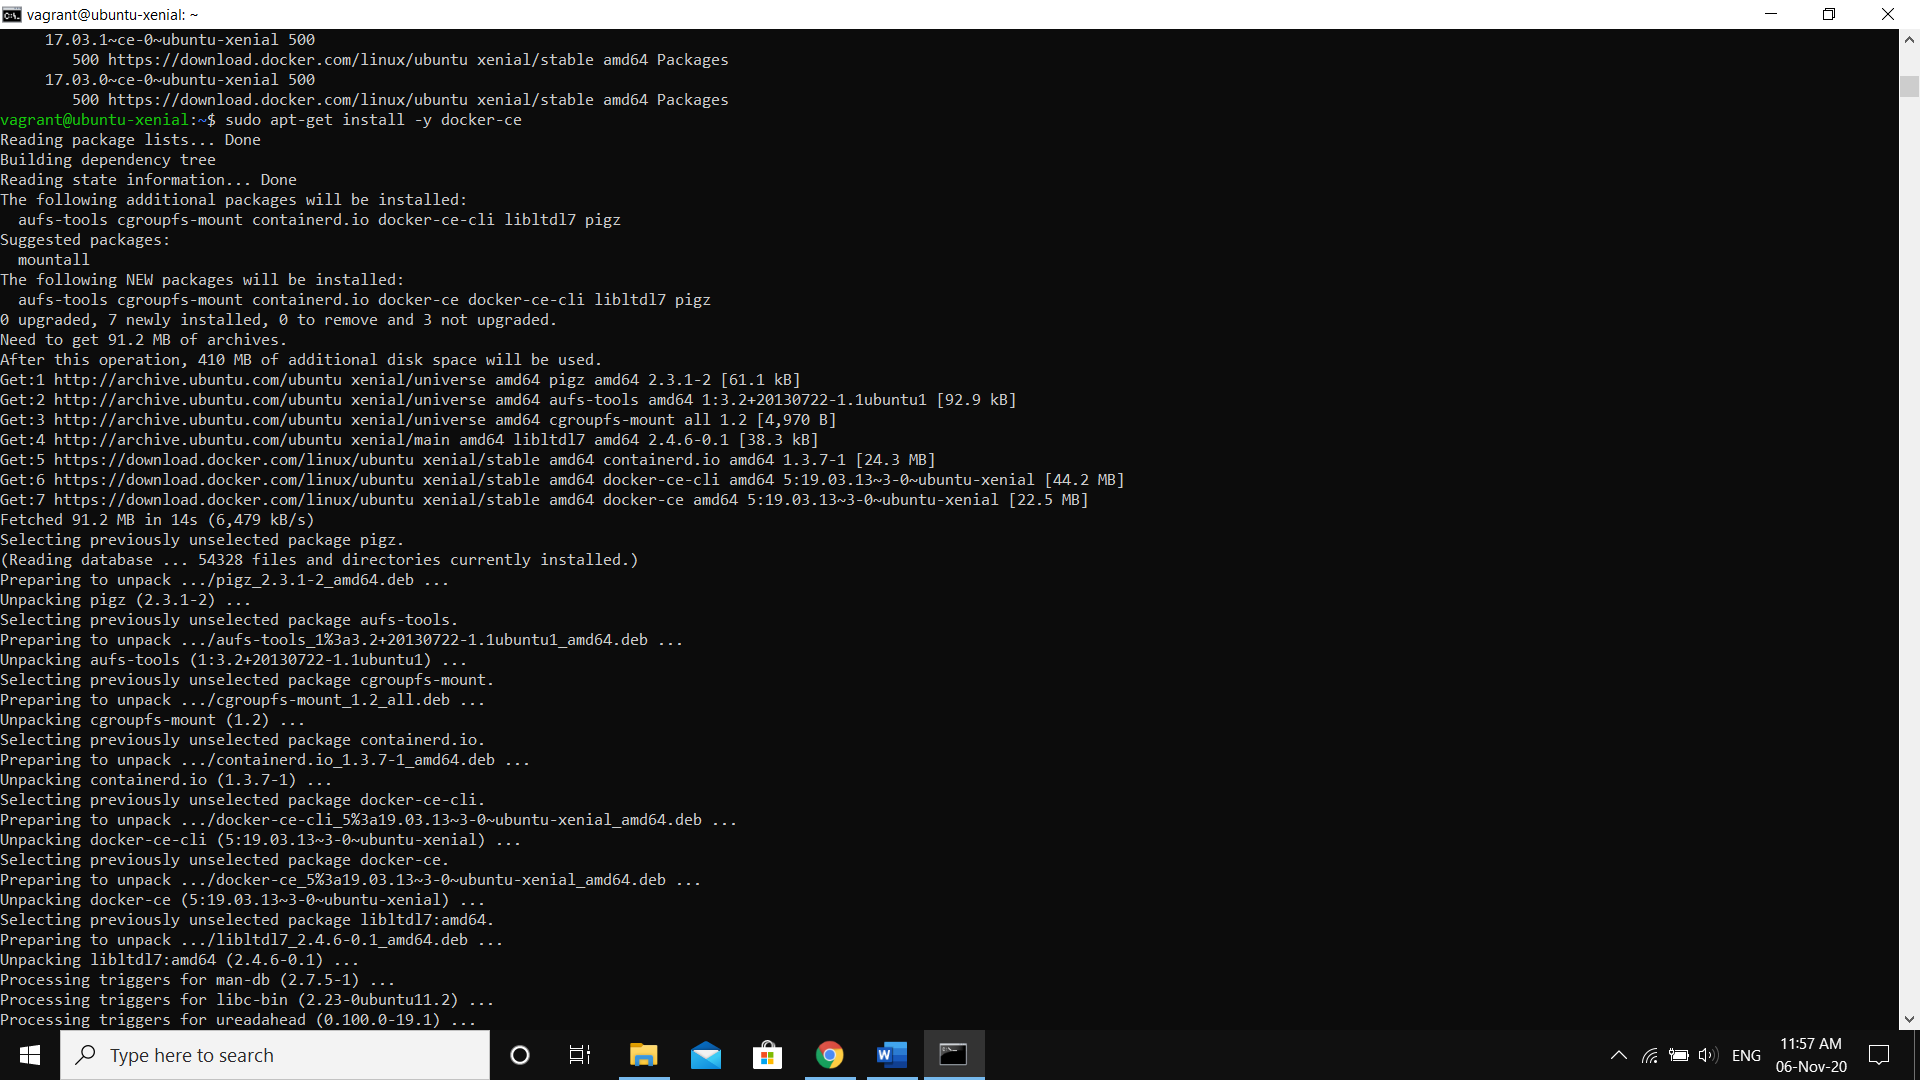 vagrant@ubuntu-xenial: ~
17.03.1~ce-0~ubuntu-xenial 500
500 https://download.docker.com/linux/ubuntu xenial/stable amd64 Packages
17.03.0~ce-0~ubuntu-xenial 500
500 https://download.docker.com/linux/ubuntu xenial/stable amd64 Packages
vagrant@ubuntu-xenial:~$ sudo apt-get install -y docker-ce
Reading package lists... Done
Building dependency tree
Reading state information... Done
The following additional packages will be installed:
aufs-tools cgroupfs-mount containerd.io docker-ce-cli libltdl7 pigz
Suggested packages:
mountall
The following NEW packages will be installed:
aufs-tools cgroupfs-mount containerd.io docker-ce docker-ce-cli libltdl7 pigz
0 upgraded, 7 newly installed, 0 to remove and 3 not upgraded.
Need to get 91.2 MB of archives.
After this operation, 410 MB of additional disk space will be used.
Get:1 http://archive.ubuntu.com/ubuntu xenial/universe amd64 pigz amd64 2.3.1-2 [61.1 kB]
Get:2 http://archive.ubuntu.com/ubuntu xenial/universe amd64 aufs-tools amd64 1:3.2+20130722-1.1ubuntu1 [92.9 kB]
Get:3 http://archive.ubuntu.com/ubuntu xenial/universe amd64 cgroupfs-mount all 1.2 [4,970 B]
Get:4 http://archive.ubuntu.com/ubuntu xenial/main amd64 libltdl7 amd64 2.4.6-0.1 [38.3 kB]
Get:5 https://download.docker.com/linux/ubuntu xenial/stable amd64 containerd.io amd64 1.3.7-1 [24.3 MB]
Get:6 https://download.docker.com/linux/ubuntu xenial/stable amd64 docker-ce-cli amd64 5:19.03.13~3-0~ubuntu-xenial [44.2 MB]
Get:7 https://download.docker.com/linux/ubuntu xenial/stable amd64 docker-ce amd64 5:19.03.13~3-0~ubuntu-xenial [22.5 MB]
Fetched 91.2 MB in 14s (6,479 kB/s)
Selecting previously unselected package pigz.
(Reading database ... 54328 files and directories currently installed.)
Preparing to unpack .../pigz_2.3.1-2_amd64.deb ...
Unpacking pigz (2.3.1-2) ...
Selecting previously unselected package aufs-tools.
Preparing to unpack .../aufs-tools_1%3a3.2+20130722-1.1ubuntu1_amd64.deb ...
Unpacking aufs-tools (1:3.2+20130722-1.1ubuntu1) ...
Selecting previously unselected package cgroupfs-mount.
Preparing to unpack .../cgroupfs-mount_1.2_all.deb ...
Unpacking cgroupfs-mount (1.2) ...
Selecting previously unselected package containerd.io.
Preparing to unpack .../containerd.io_1.3.7-1_amd64.deb ...
Unpacking containerd.io (1.3.7-1) ...
Selecting previously unselected package docker-ce-cli.
Preparing to unpack .../docker-ce-cli_5%3a19.03.13~3-0~ubuntu-xenial_amd64.deb ...
Unpacking docker-ce-cli (5:19.03.13~3-0~ubuntu-xenial) ...
Selecting previously unselected package docker-ce.
Preparing to unpack .../docker-ce_5%3a19.03.13~3-0~ubuntu-xenial_amd64.deb ...
Unpacking docker-ce (5:19.03.13~3-0~ubuntu-xenial) ...
Selecting previously unselected package libltdl7:amd64.
Preparing to unpack .../libltdl7_2.4.6-0.1_amd64.deb ...
Unpacking libltdl7:amd64 (2.4.6-0.1) ...
Processing triggers for man-db (2.7.5-1) ...
Processing triggers for libc-bin (2.23-0ubuntu11.2) ...
Processing triggers for ureadahead (0.100.0-19.1) ...
Type here to search
ENG
11:57 AM
06-Nov-20